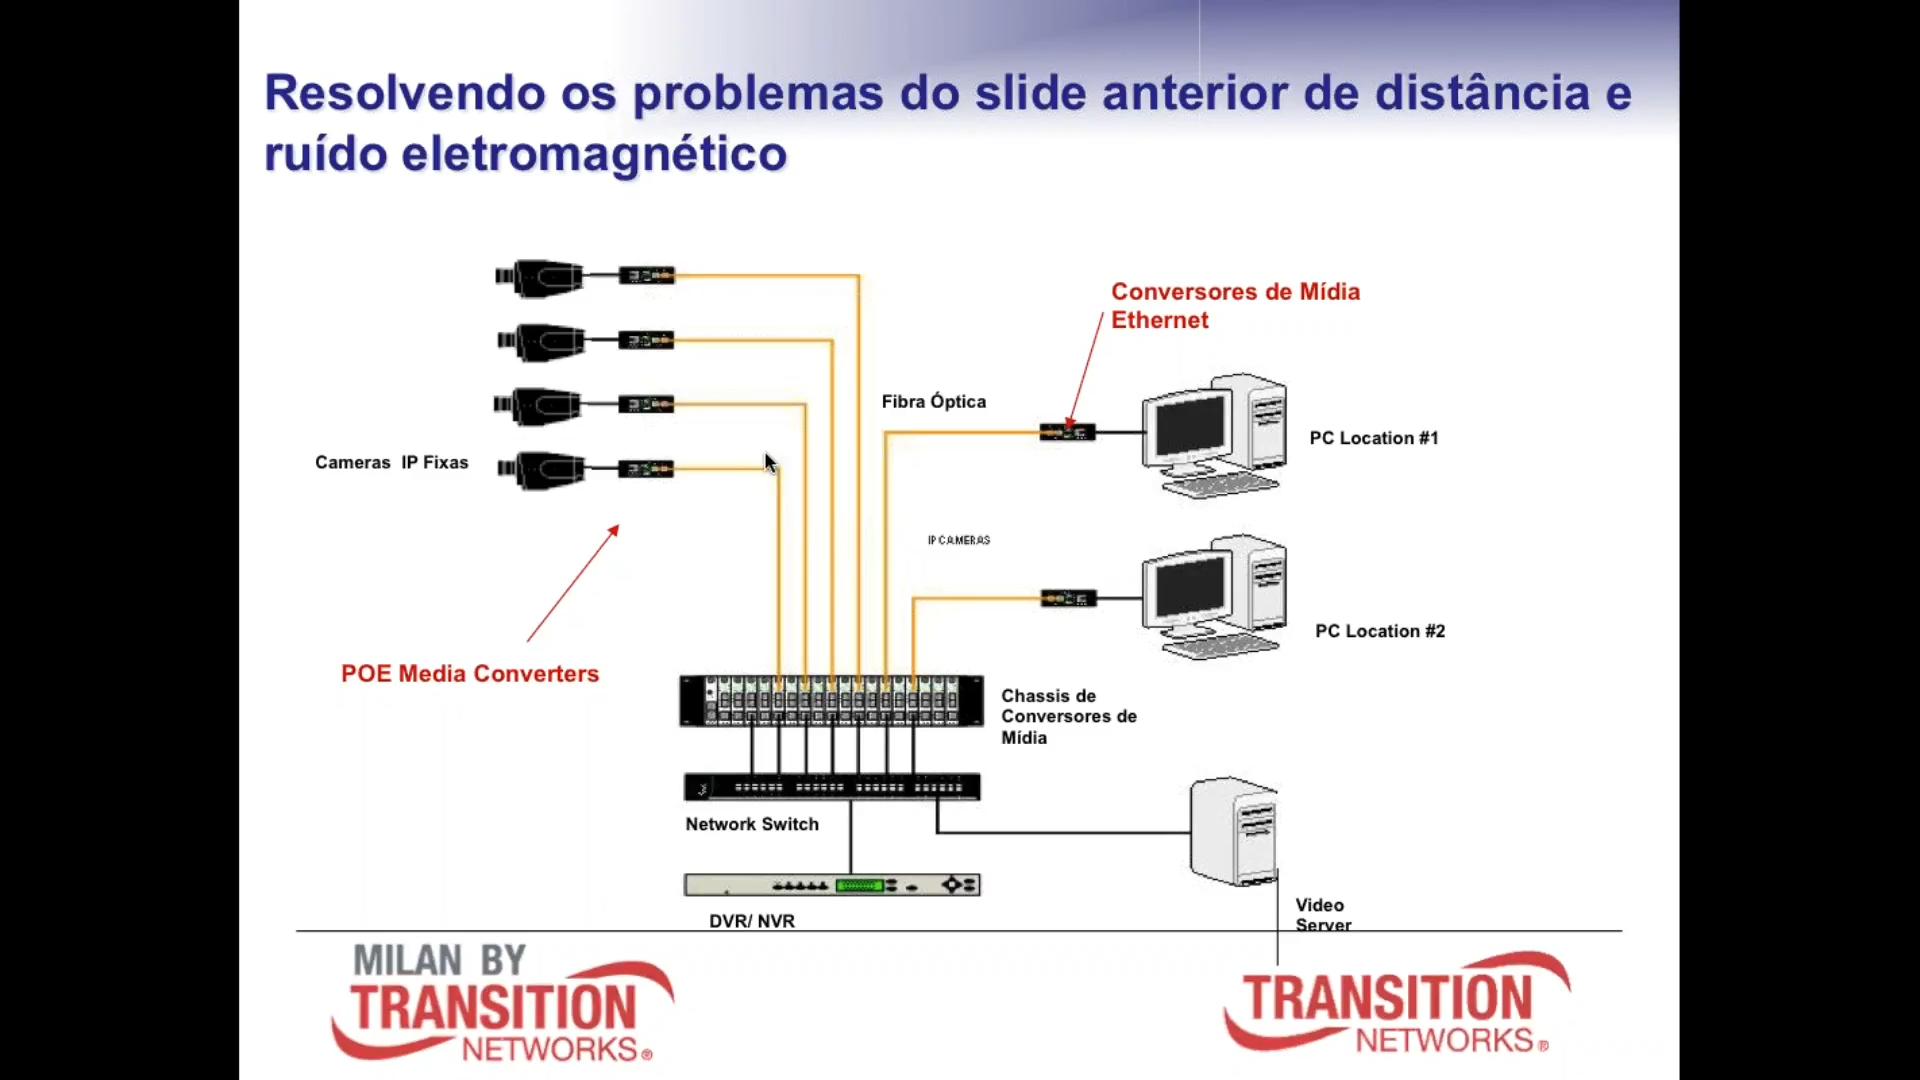 Resolvendo os problemas do slide anterior de distância e
ruído eletromagnético
Conversores de Mídia
Ethernet
Fibra Óptica
PC Location #1
Cameras IP Fixas
IP CAMERAS
PC Location #2
POE Media Converters
Chassis de
Conversores de
Mídia
Network Switch
DVR/ NVR
Video
Server
MILAN BY
TRANSITION
NETWORKS®
TRANSITION
NETWORKS®